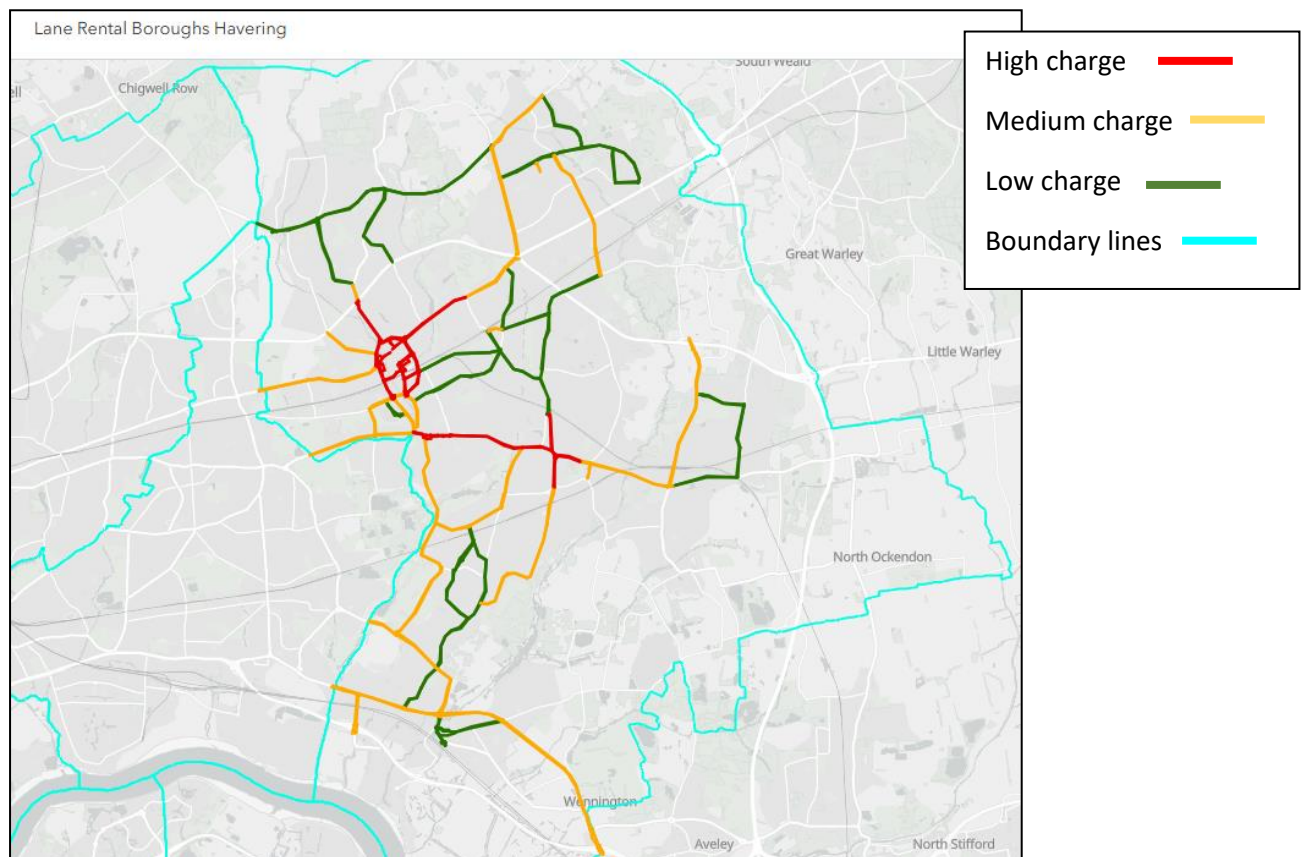 Lane Rental Boroughs Havering
High charge
Medium charge
Low charge
Boundary lines
South Weald
Chigwell Row
ell
Great Warley
Little Warley
North Ockendon
Wennington
Aveley
North Stifford